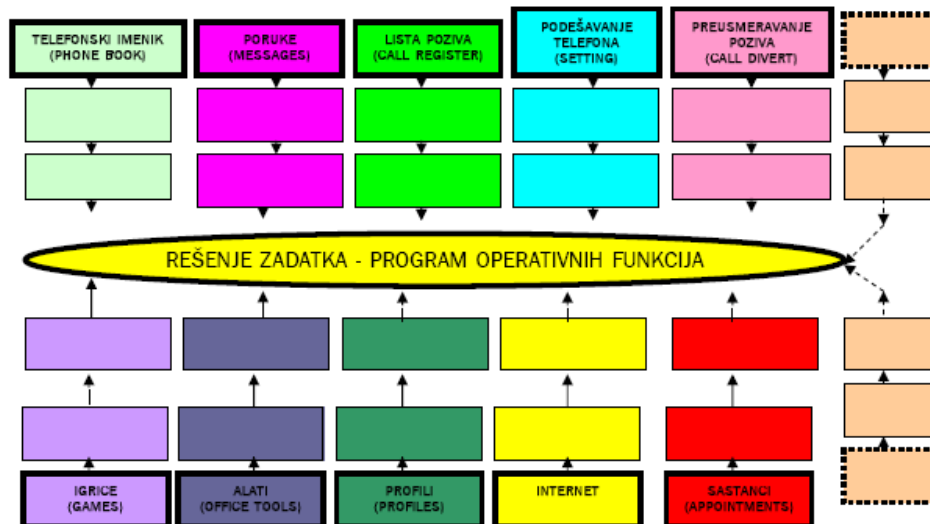 TELEFONSKI IMENIK
(PHONE BOOK)
PORUKE
(MESSAGES)
LISTA POZIVA
(CALL REGISTER)
PODEŠAVANJE
TELEFONA
(SETTING)
PREUSMERAVANJE
POZIVA
(CALL DIVERT)
REŠENJE ZADATKA - PROGRAM OPERATIVNIH FUNKCIJA
IGRICE
(GAMES)
ALATI
(OFFICE TOOLS)
PROFILI
(PROFILES)
INTERNET
SASTANCI
(APPOINTMENTS)